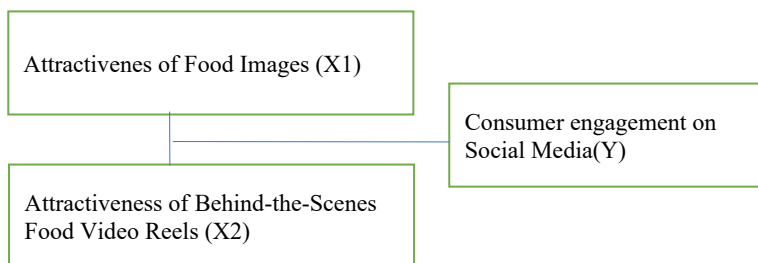 Attractivenes of Food Images (X1)
Consumer engagement on
Social Media(Y)
Attractiveness of Behind-the-Scenes
Food Video Reels (X2)